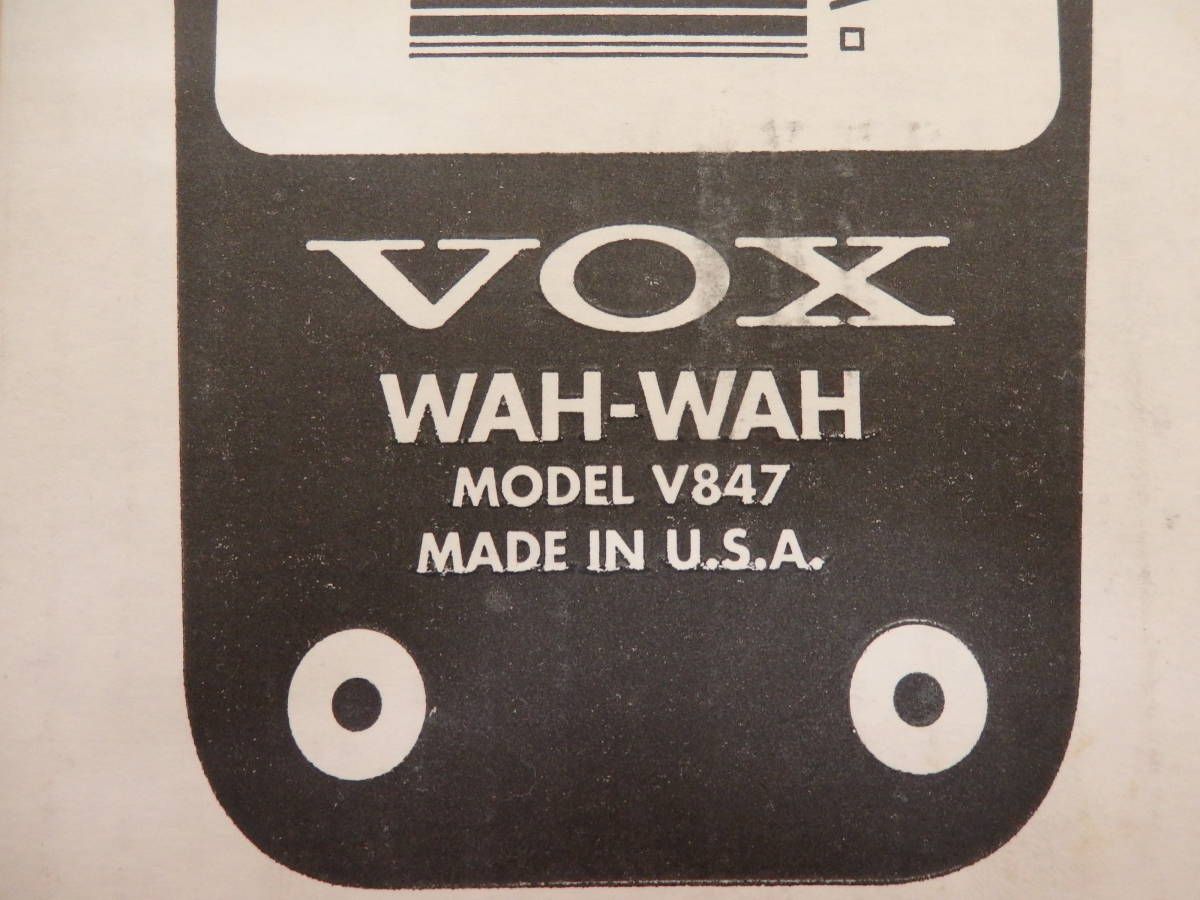 VOX
WAH-WAH
MODEL V847
MADE IN U.S.A.